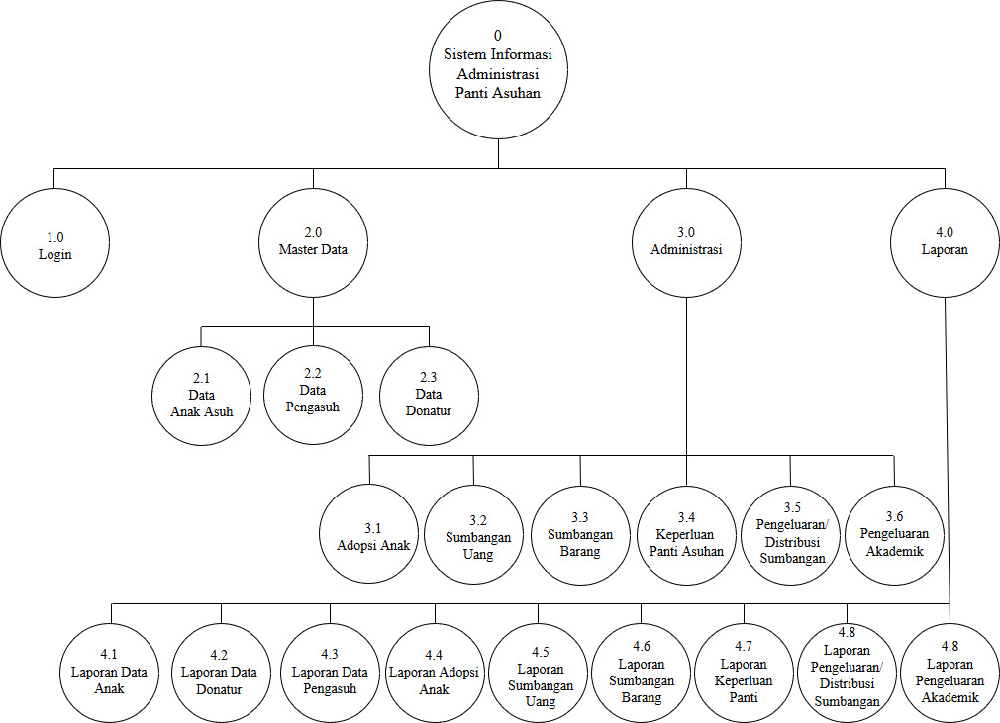 0
Sistem Informasi
Administrasi
Panti Asuhan
1.0
Login
2.0
Master Data
3.0
Administrasi
4.0
Laporan
2.1
Data
Anak Asuh
2.2
Data
Pengasuh
2.3
Data
Donatur
3.1
Adopsi Anak
3.2
Sumbangan
Uang
3.3
Sumbangan
Barang
3.4
Keperluan
Panti Asuhan
3.5
Pengeluaran/
Distribusi
Sumbangan
3.6
Pengeluaran
Akademik
4.1
Laporan Data
Anak
4.2
Laporan Data
Donatur
4.3
Laporan Data
Pengasuh
4.4
Laporan Adopsi
Anak
4.5
Laporan
Sumbangan
Uang
4.6
Laporan
Sumbangan
Barang
4.7
Laporan
Keperluan
Panti
4.8
Laporan
Pengeluaran/
Distribusi
Sumbangan
4.8
Laporan
Pengeluaran
Akademik